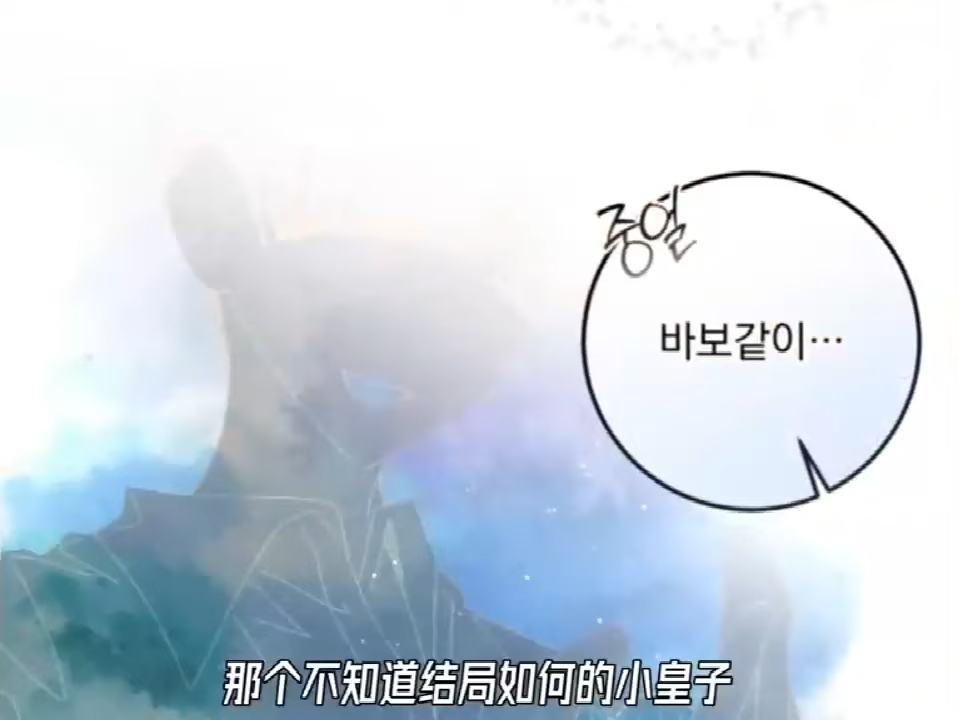 중얼
바보같이…
那个不知道结局如何的小皇子